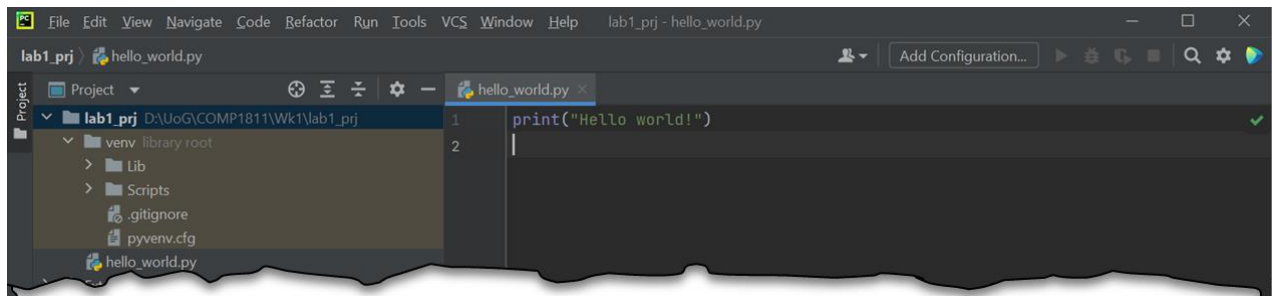 PC File Edit View Navigate Code Refactor Run Tools VCS Window Help lab1_prj - hello_world.py
lab1_prj hello_world.py Add Configuration...
Project
Project
hello_world.py
lab1_prj D:\UoG\COMP1811\Wk1\lab1_prj
1 print("Hello world!")
venv library root
2
Lib
Scripts
.gitignore
pyvenv.cfg
hello_world.py